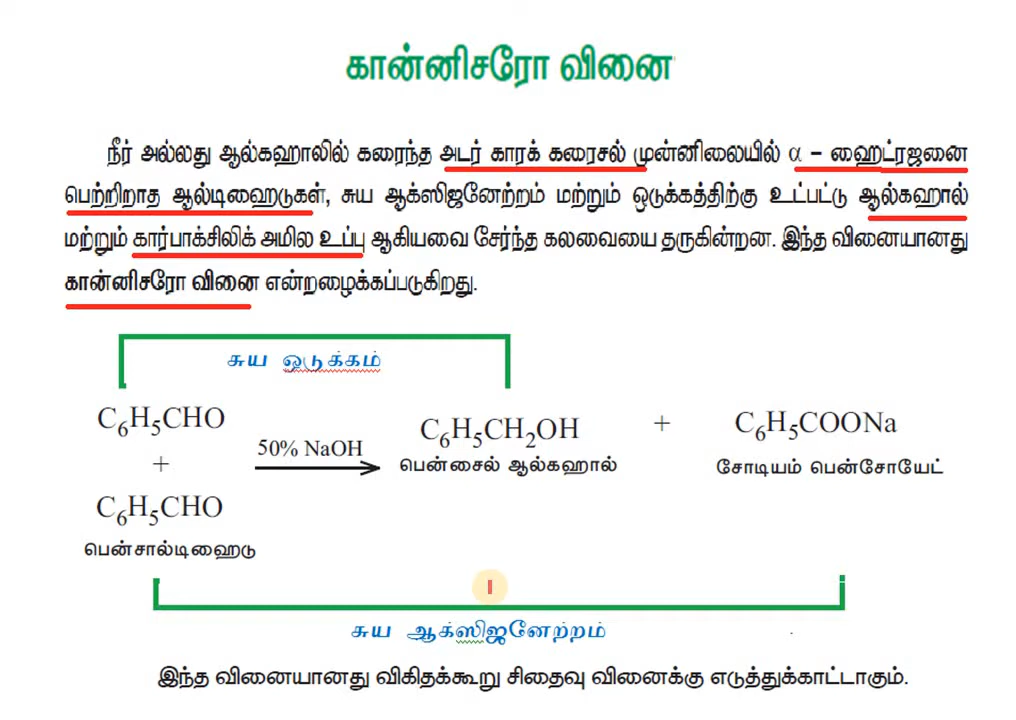 கான்னிசரோ வினை
நீர் அல்லது ஆல்கஹாலில் கரைந்த அடர் காரக் கரைசல் முன்னிலையில் α – ஹைட்ரஜனை
பெற்றிறாத ஆல்டிஹைடுகள், சுய ஆக்ஸிஜனேற்றம் மற்றும் ஒடுக்கத்திற்கு உட்பட்டு ஆல்கஹால்
மற்றும் கார்பாக்சிலிக் அமில உப்பு ஆகியவை சேர்ந்த கலவையை தருகின்றன. இந்த வினையானது
கான்னிசரோ வினை என்றழைக்கப்படுகிறது.
சுய ஒடுக்கம்
C₆H₅CHO
+
C₆H₅CHO
பென்சால்டிஹைடு
50% NaOH
C₆H₅CH₂OH
பென்சைல் ஆல்கஹால்
+
C₆H₅COONa
சோடியம் பென்சோயேட்
சுய ஆக்ஸிஜனேற்றம்
இந்த வினையானது விகிதக்கூறு சிதைவு வினைக்கு எடுத்துக்காட்டாகும்.